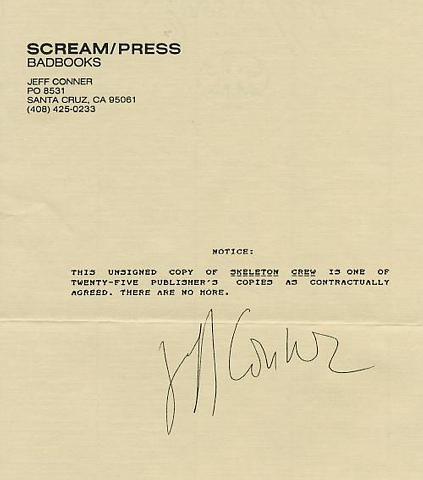 SCREAM/PRESS
BADBOOKS
JEFF CONNER
PO 8531
SANTA CRUZ, CA 95061
(408) 425-0233
NOTICE:
THIS UNSIGNED COPY OF SKELETON CREW IS ONE OF
TWENTY-FIVE PUBLISHER'S COPIES AS CONTRACTUALLY
AGREED. THERE ARE NO MORE.
Jeff Conner